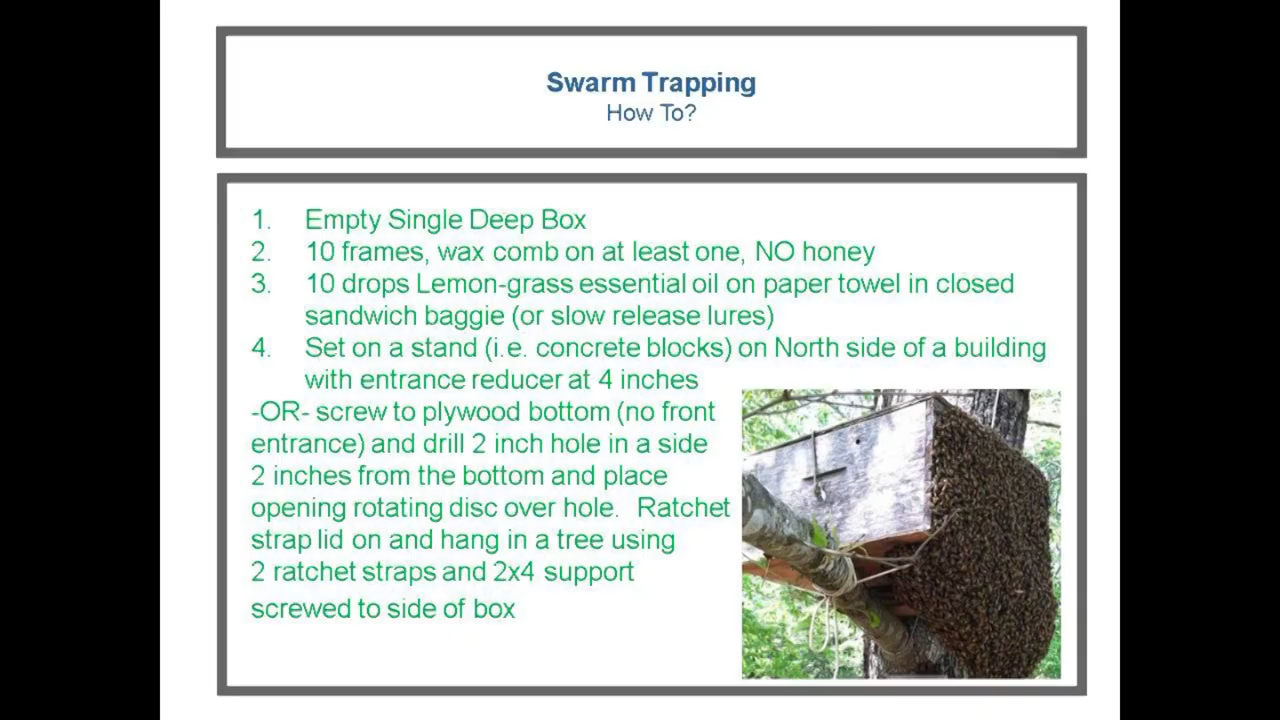 Swarm Trapping
How To?
1. Empty Single Deep Box
2. 10 frames, wax comb on at least one, NO honey
3. 10 drops Lemon-grass essential oil on paper towel in closed
sandwich baggie (or slow release lures)
4. Set on a stand (i.e. concrete blocks) on North side of a building
with entrance reducer at 4 inches
-OR- screw to plywood bottom (no front
entrance) and drill 2 inch hole in a side
2 inches from the bottom and place
opening rotating disc over hole.  Ratchet
strap lid on and hang in a tree using
2 ratchet straps and 2x4 support
screwed to side of box